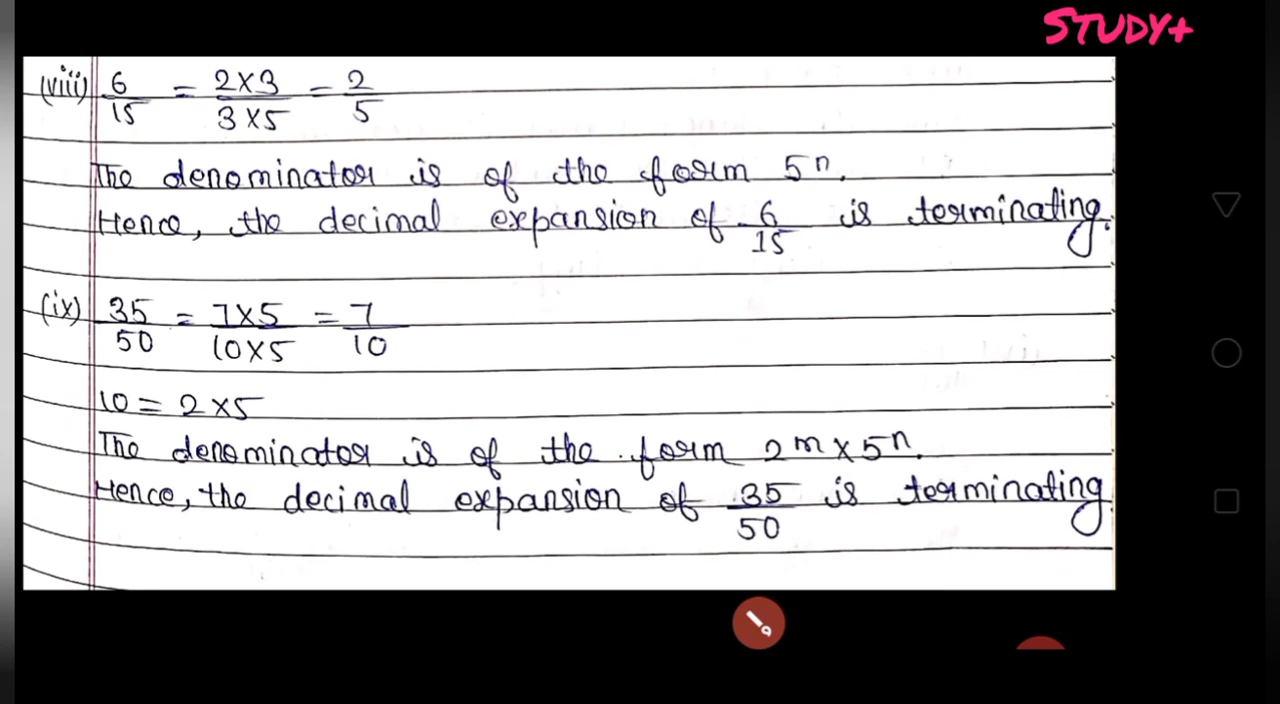 STUDY+
(viii) 6/15 = 2×3/3×5 = 2/5
The denominator is of the form 5ⁿ.
Hence, the decimal expansion of 6/15 is terminating.
(ix) 35/50 = 7×5/10×5 = 7/10
10 = 2×5
The denominator is of the form 2ᵐ×5ⁿ.
Hence, the decimal expansion of 35/50 is terminating.